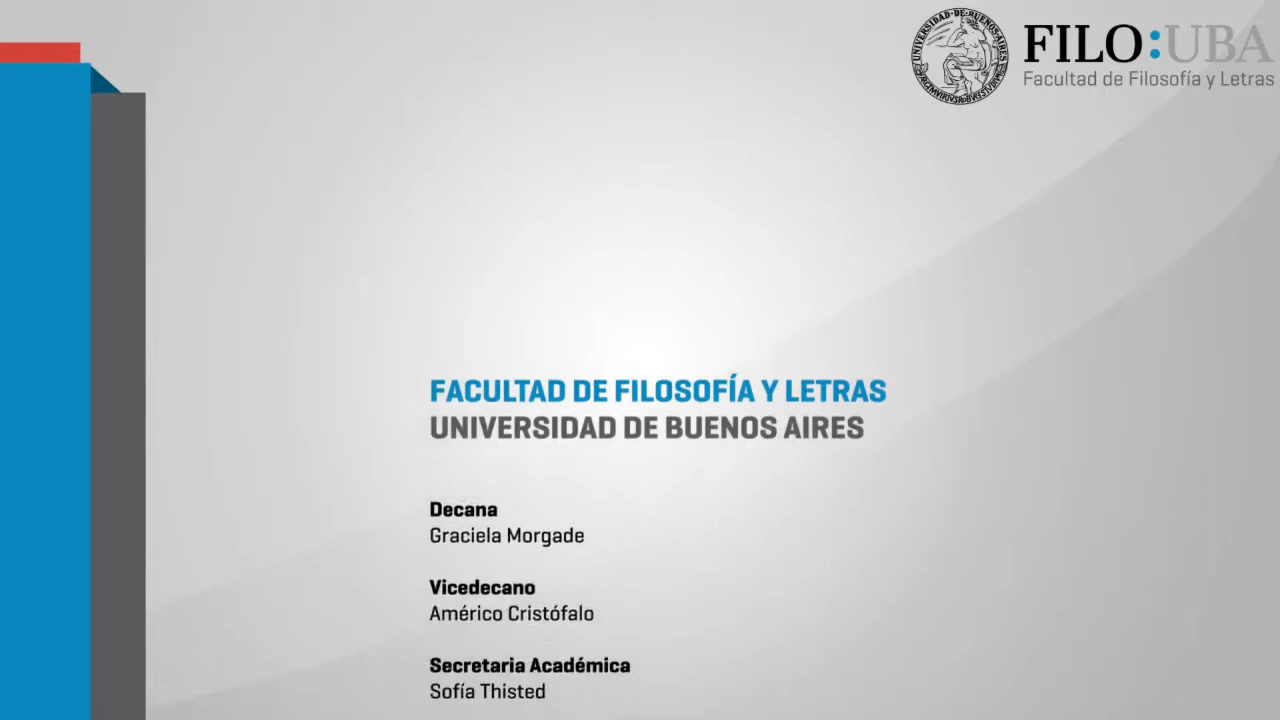 FILO:UBA
Facultad de Filosofía y Letras
FACULTAD DE FILOSOFÍA Y LETRAS
UNIVERSIDAD DE BUENOS AIRES
Decana
Graciela Morgade
Vicedecano
Américo Cristófalo
Secretaria Académica
Sofía Thisted